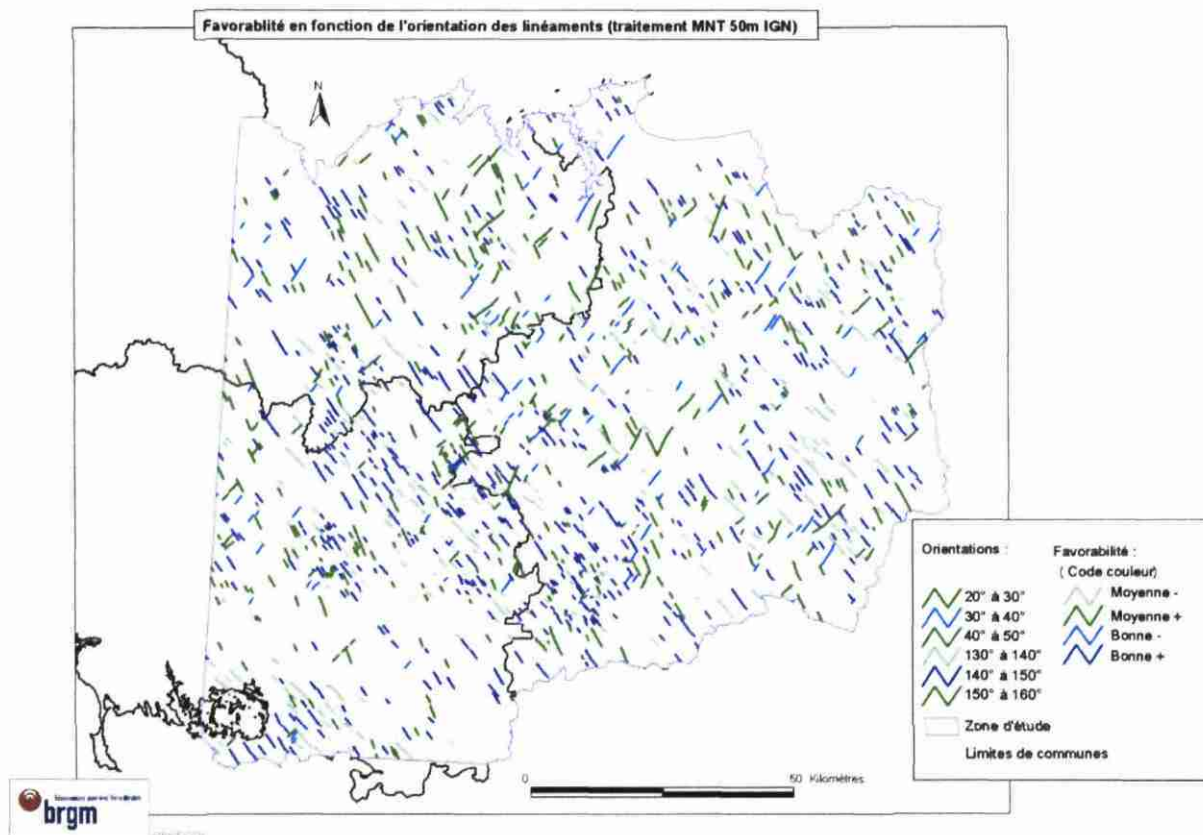 Favorablité en fonction de l'orientation des linéaments (traitement MNT 50m IGN)
N
Orientations :
20° à 30°
30° à 40°
40° à 50°
130° à 140°
140° à 150°
150° à 160°
Zone d'étude
Limites de communes
Favorabilité :
( Code couleur)
Moyenne -
Moyenne +
Bonne -
Bonne +
0 50 Kilomètres
brgm